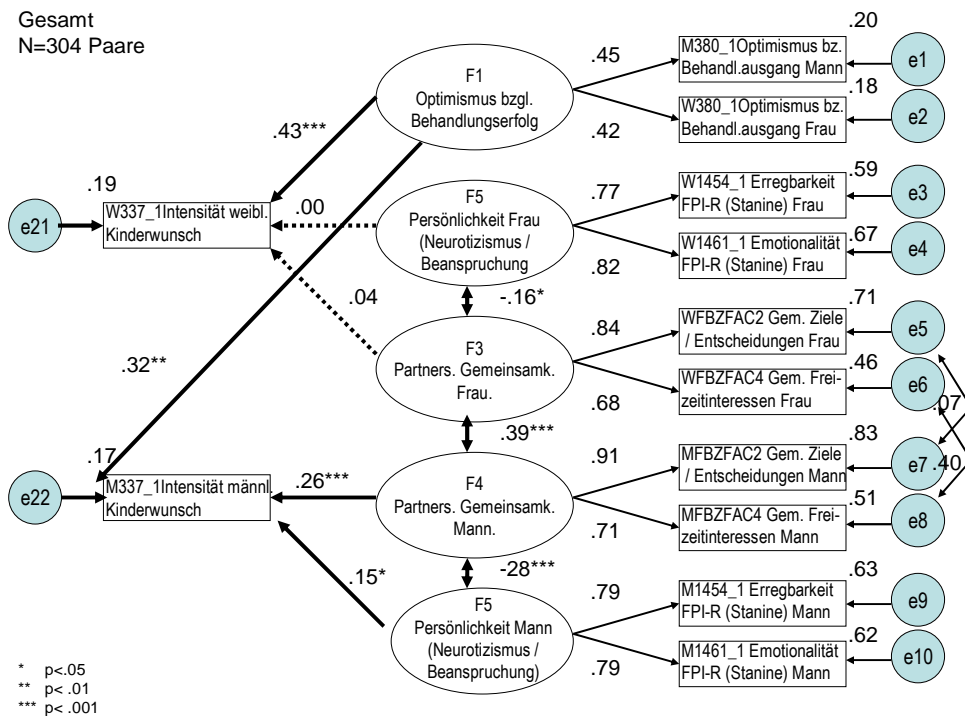 Gesamt
N=304 Paare
F1
Optimismus bzgl.
Behandlungserfolg
.45
.42
M380_1Optimismus bz.
Behandl.ausgang Mann
.20
e1
W380_1Optimismus bz.
Behandl.ausgang Frau
.18
e2
.43***
.19
e21
W337_1Intensität weibl.
Kinderwunsch
.00
F5
Persönlichkeit Frau
(Neurotizismus /
Beanspruchung
.77
.82
W1454_1 Erregbarkeit
FPI-R (Stanine) Frau
.59
e3
W1461_1 Emotionalität
FPI-R (Stanine) Frau
.67
e4
.04
-.16*
F3
Partners. Gemeinsamk.
Frau.
.84
.68
WFBZFAC2 Gem. Ziele
/ Entscheidungen Frau
.71
e5
WFBZFAC4 Gem. Frei-
zeitinteressen Frau
.46
e6
.07
.32**
.39***
.17
e22
M337_1Intensität männl.
Kinderwunsch
.26***
F4
Partners. Gemeinsamk.
Mann.
.91
.71
MFBZFAC2 Gem. Ziele
/ Entscheidungen Mann
.83
e7
.40
MFBZFAC4 Gem. Frei-
zeitinteressen Mann
.51
e8
.15*
-28***
F5
Persönlichkeit Mann
(Neurotizismus /
Beanspruchung)
.79
.79
M1454_1 Erregbarkeit
FPI-R (Stanine) Mann
.63
e9
M1461_1 Emotionalität
FPI-R (Stanine) Mann
.62
e10
* p<.05
** p< .01
*** p< .001